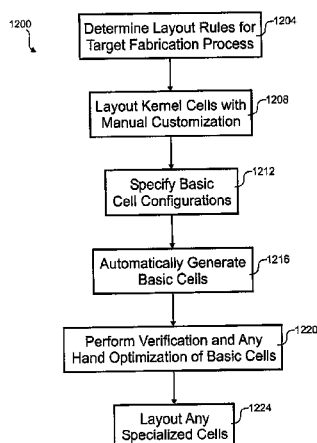 1200
Determine Layout Rules for
Target Fabrication Process
1204
Layout Kernel Cells with
Manual Customization
1208
Specify Basic
Cell Configurations
1212
Automatically Generate
Basic Cells
1216
Perform Verification and Any
Hand Optimization of Basic Cells
1220
Layout Any
Specialized Cells
1224